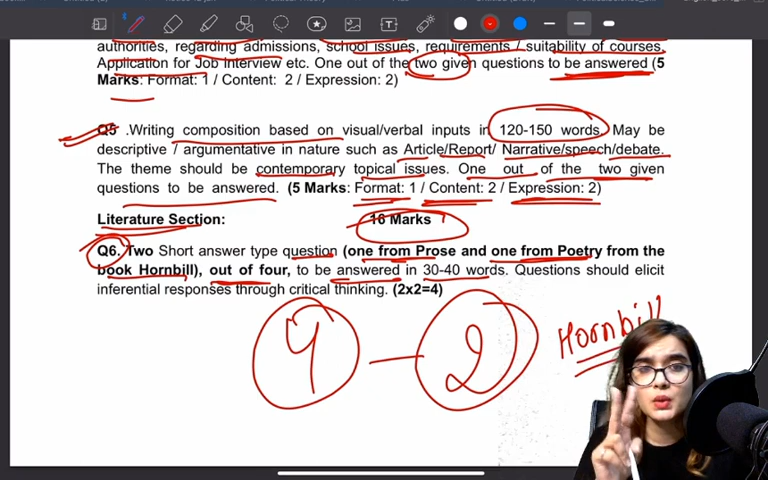 authorities, regarding admissions, school issues, requirements / suitability of courses.
Application for Job Interview etc. One out of the two given questions to be answered (5
Marks: Format: 1 / Content: 2 / Expression: 2)
Q5 .Writing composition based on visual/verbal inputs in 120-150 words. May be
descriptive / argumentative in nature such as Article/Report/ Narrative/speech/debate.
The theme should be contemporary topical issues. One out of the two given
questions to be answered. (5 Marks: Format: 1 / Content: 2 / Expression: 2)
Literature Section: 16 Marks
Q6. Two Short answer type question (one from Prose and one from Poetry from the
book Hornbill), out of four, to be answered in 30-40 words. Questions should elicit
inferential responses through critical thinking. (2x2=4)
4 — 2 Hornbill